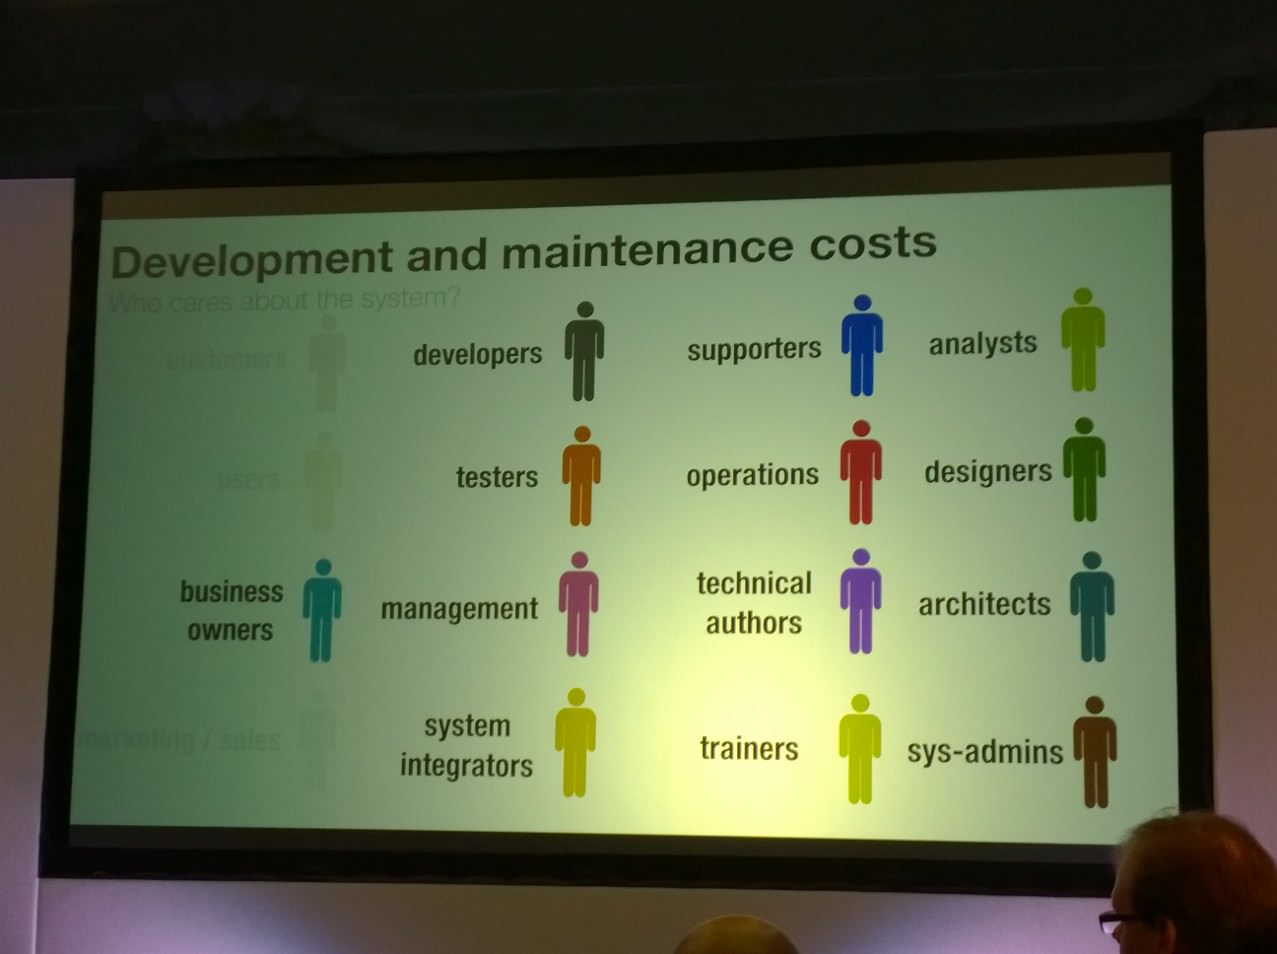 Development and maintenance costs
Who cares about the system?
customers
developers
supporters
analysts
users
testers
operations
designers
business
owners
management
technical
authors
architects
marketing / sales
system
integrators
trainers
sys-admins